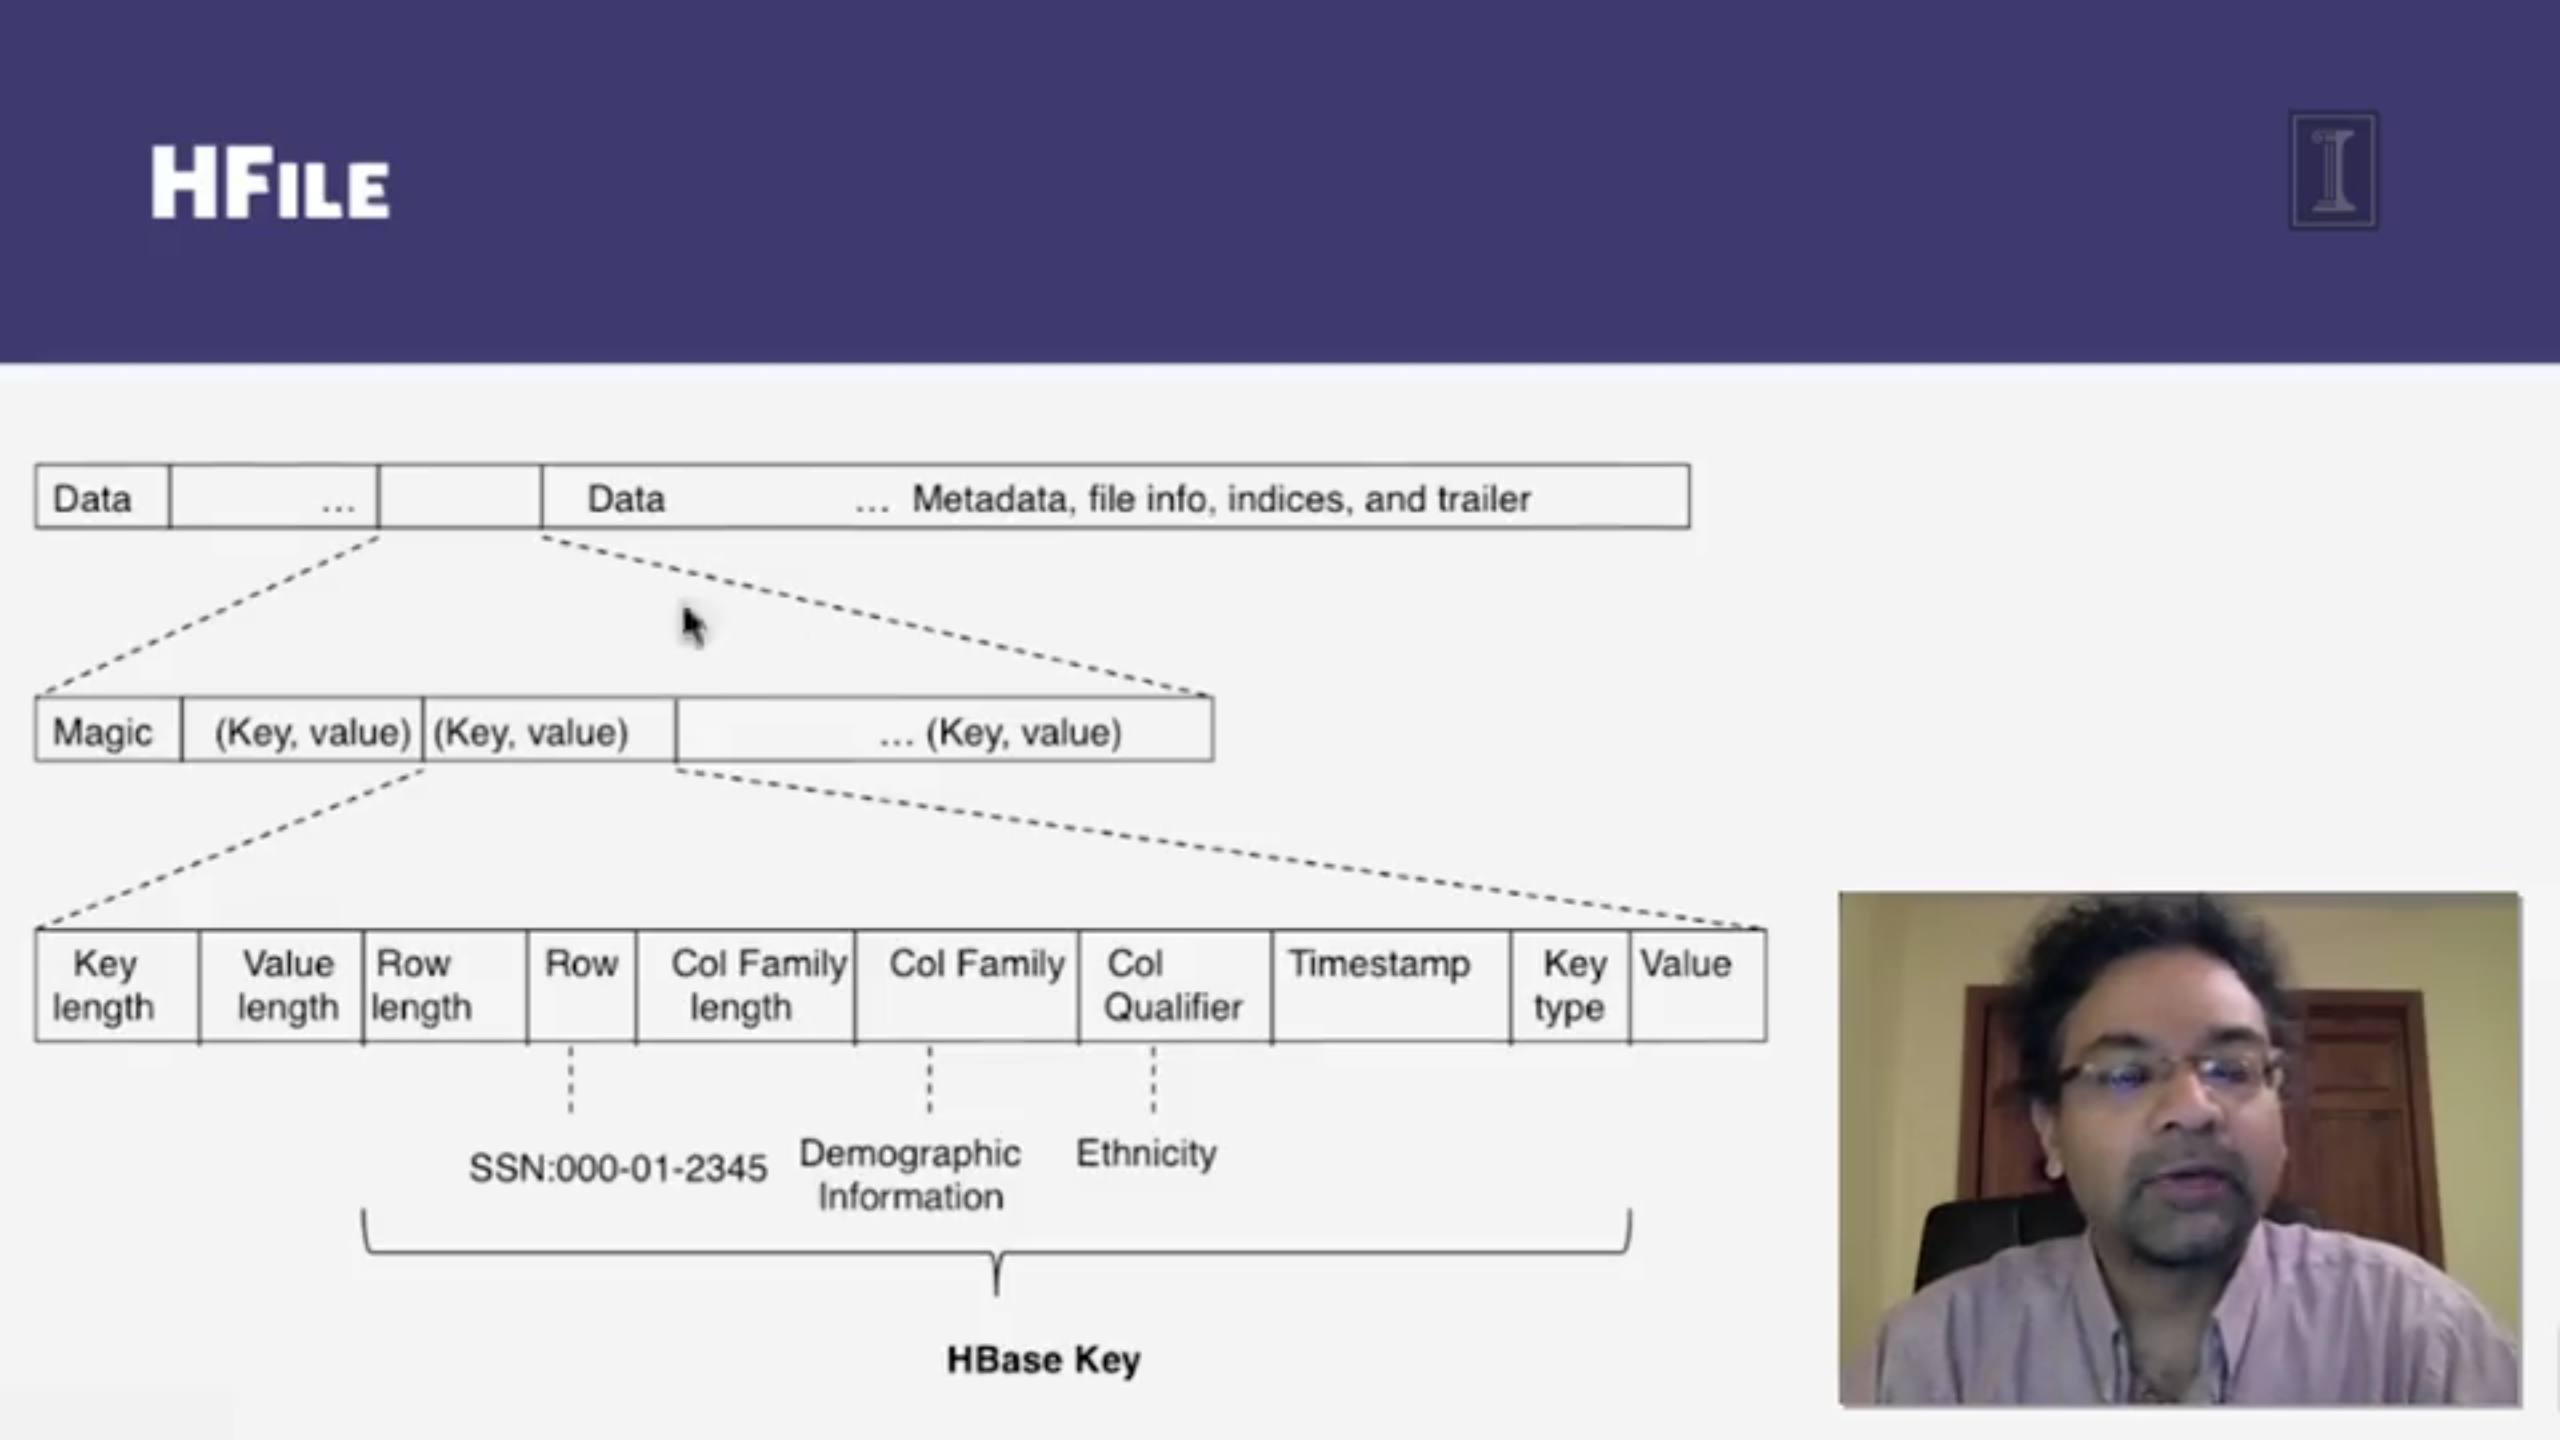 HFILE
Data ... Data ... Metadata, file info, indices, and trailer
Magic (Key, value) (Key, value) ... (Key, value)
Key length Value length Row length Row Col Family length Col Family Col Qualifier Timestamp Key type Value
SSN:000-01-2345 Demographic Information Ethnicity
HBase Key